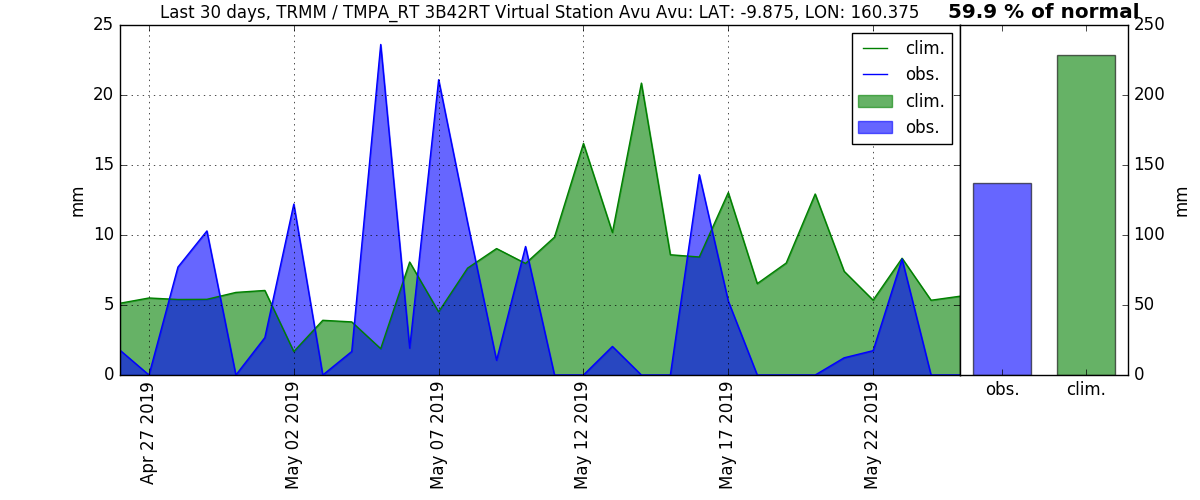 Last 30 days, TRMM / TMPA_RT 3B42RT Virtual Station Avu Avu: LAT: -9.875, LON: 160.375
59.9 % of normal
25
20
15
10
5
0
mm
clim.
obs.
clim.
obs.
Apr 27 2019
May 02 2019
May 07 2019
May 12 2019
May 17 2019
May 22 2019
250
200
150
100
50
0
mm
obs.
clim.